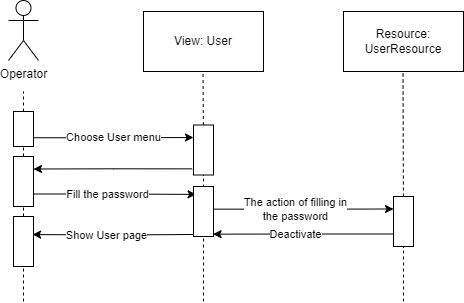 View: User
Resource:
UserResource
Operator
Choose User menu
Fill the password
The action of filling in
the password
Show User page
Deactivate